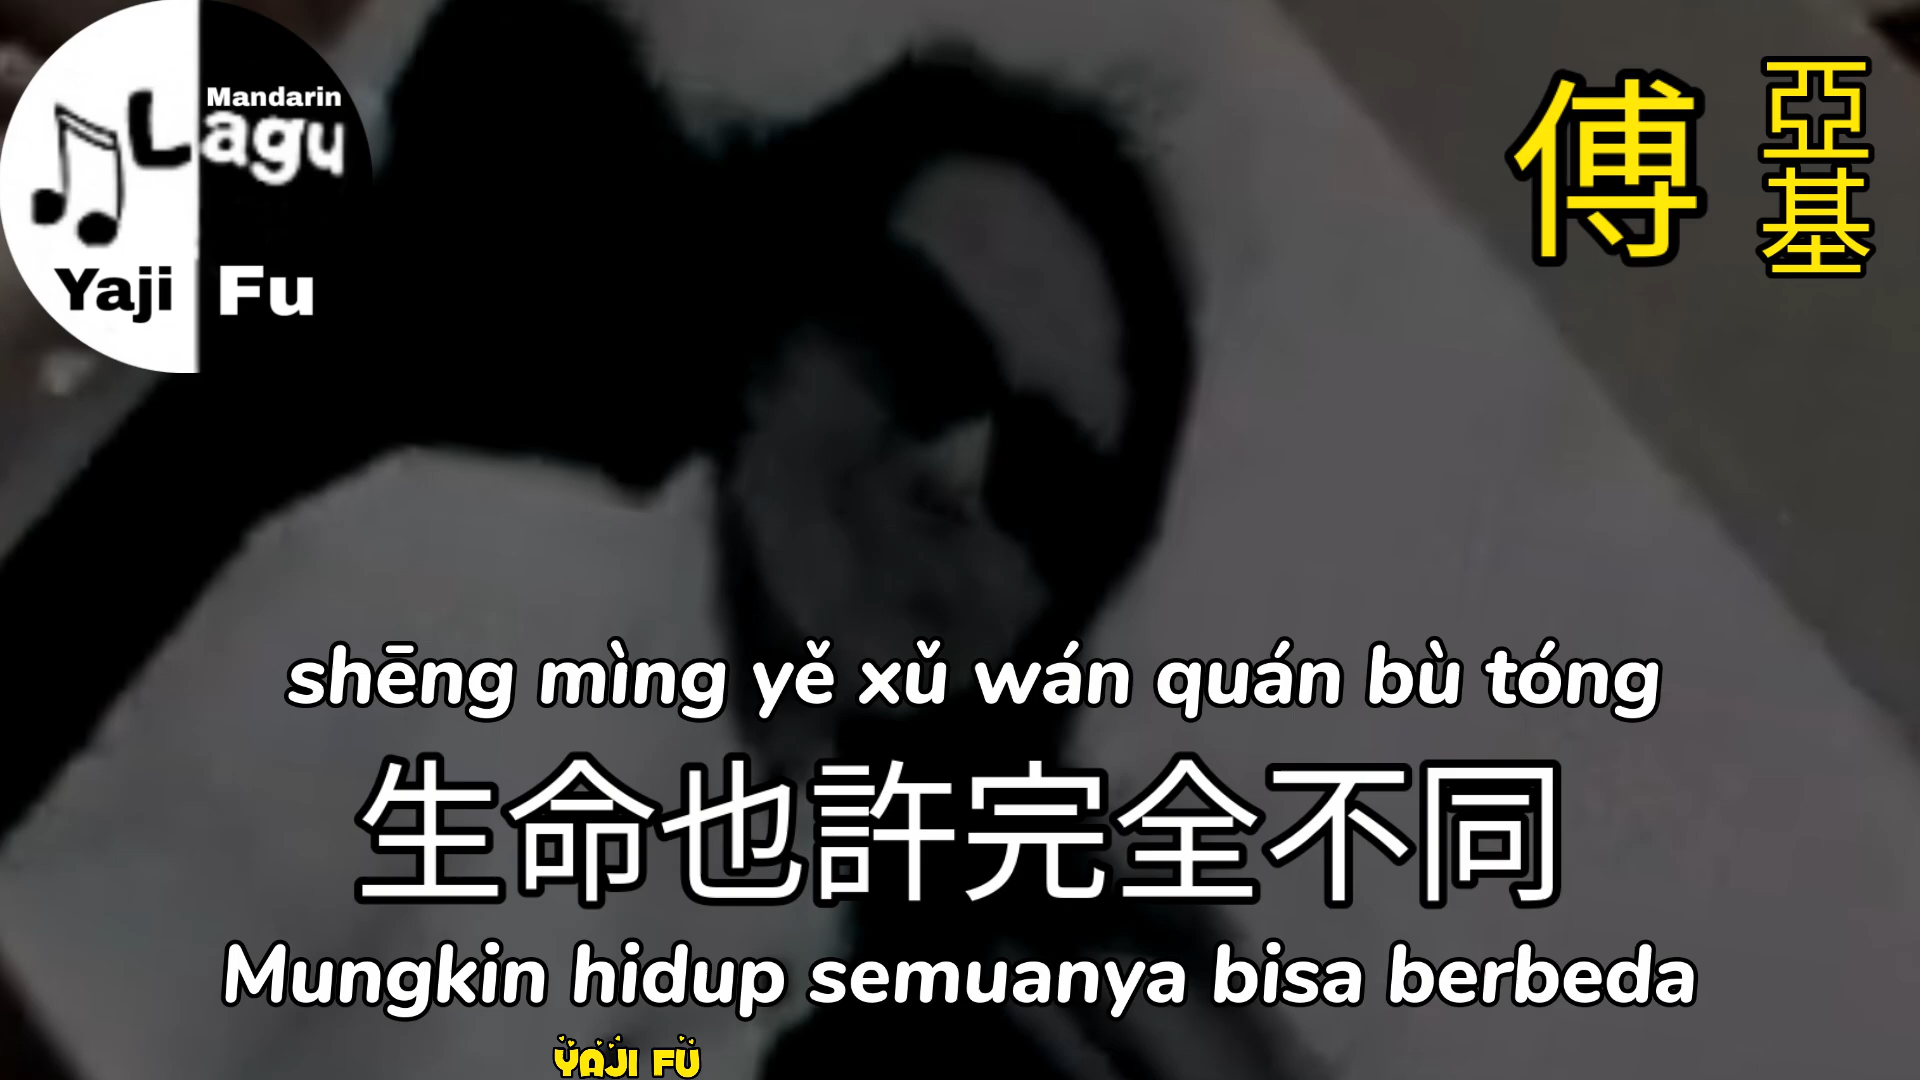 Mandarin
Lagu
Yaji Fu
傅
亞基
shēng mìng yě xǔ wán quán bù tóng
生命也許完全不同
Mungkin hidup semuanya bisa berbeda
YAJI FU